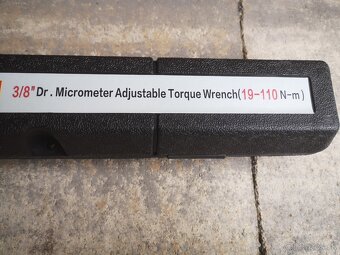 3/8"Dr. Micrometer Adjustable Torque Wrench(19-110 N-m)